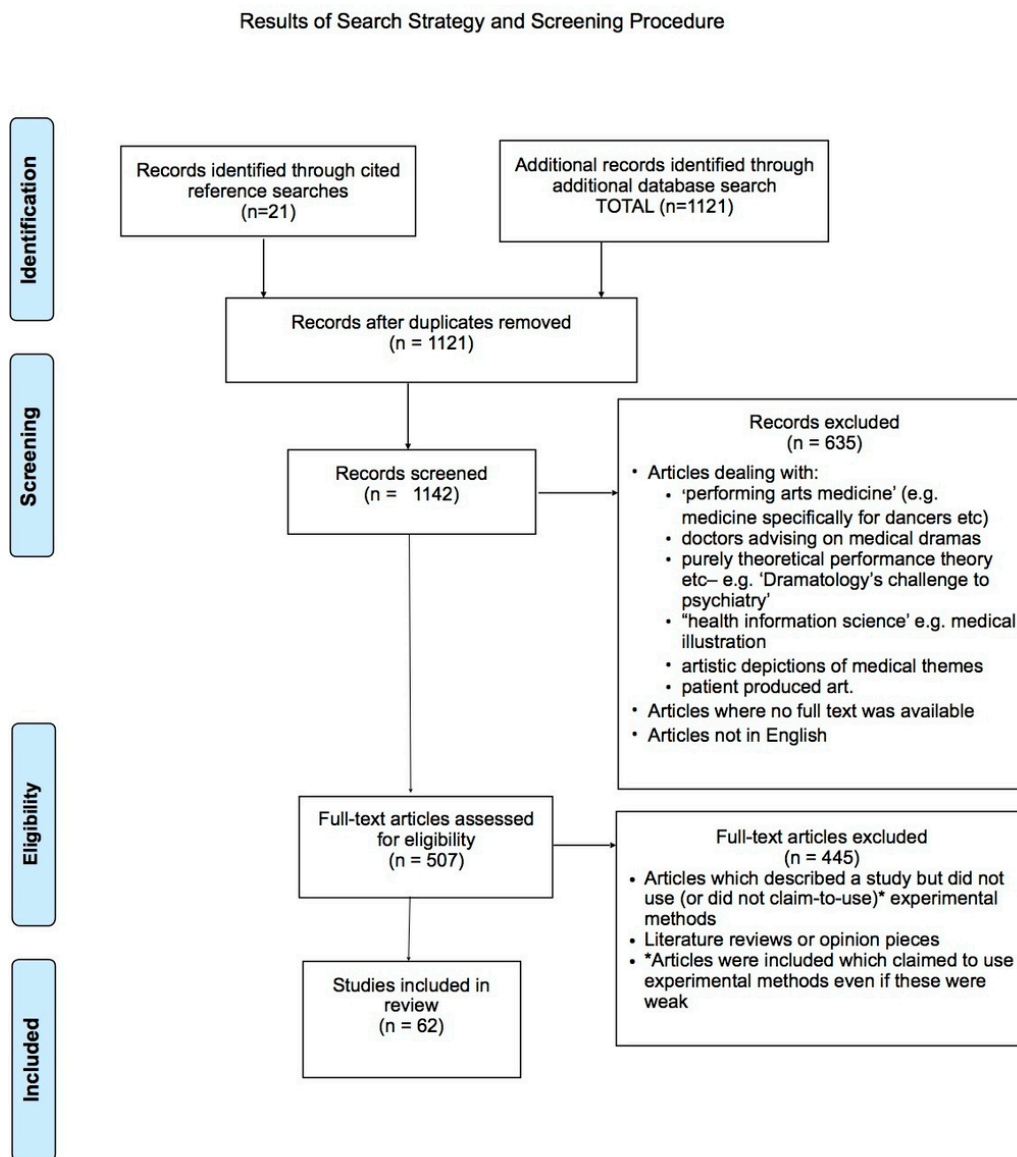 Results of Search Strategy and Screening Procedure
Identification
Records identified through cited
reference searches
(n=21)
Additional records identified through
additional database search
TOTAL (n=1121)
Records after duplicates removed
(n = 1121)
Screening
Records screened
(n =   1142)
Records excluded
(n = 635)
• Articles dealing with:
• ‘performing arts medicine’ (e.g.
medicine specifically for dancers etc)
• doctors advising on medical dramas
• purely theoretical performance theory
etc– e.g. ‘Dramatology’s challenge to
psychiatry’
• “health information science’ e.g. medical
illustration
• artistic depictions of medical themes
• patient produced art.
• Articles where no full text was available
• Articles not in English
Eligibility
Full-text articles assessed
for eligibility
(n = 507)
Full-text articles excluded
(n = 445)
• Articles which described a study but did not
use (or did not claim-to-use)* experimental
methods
• Literature reviews or opinion pieces
• *Articles were included which claimed to use
experimental methods even if these were
weak
Included
Studies included in
review
(n = 62)